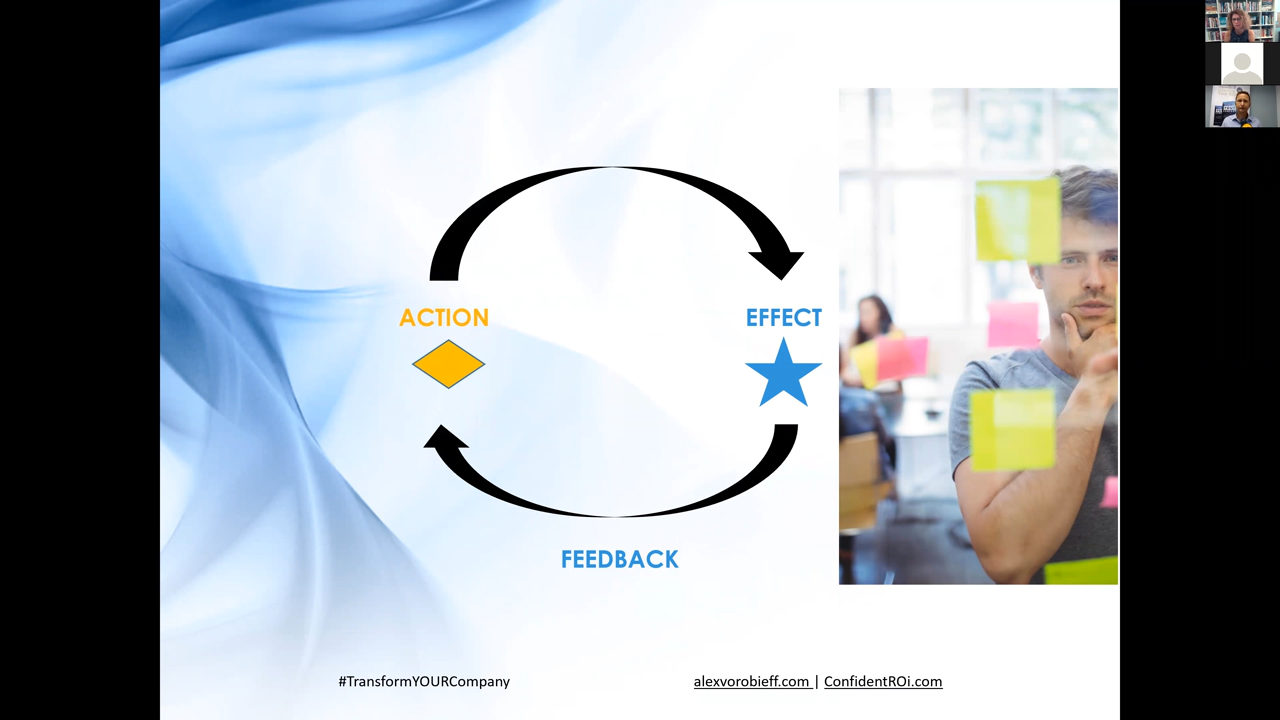 ACTION
EFFECT
FEEDBACK
#TransformYOURCompany
alexvorobieff.com | ConfidentROi.com